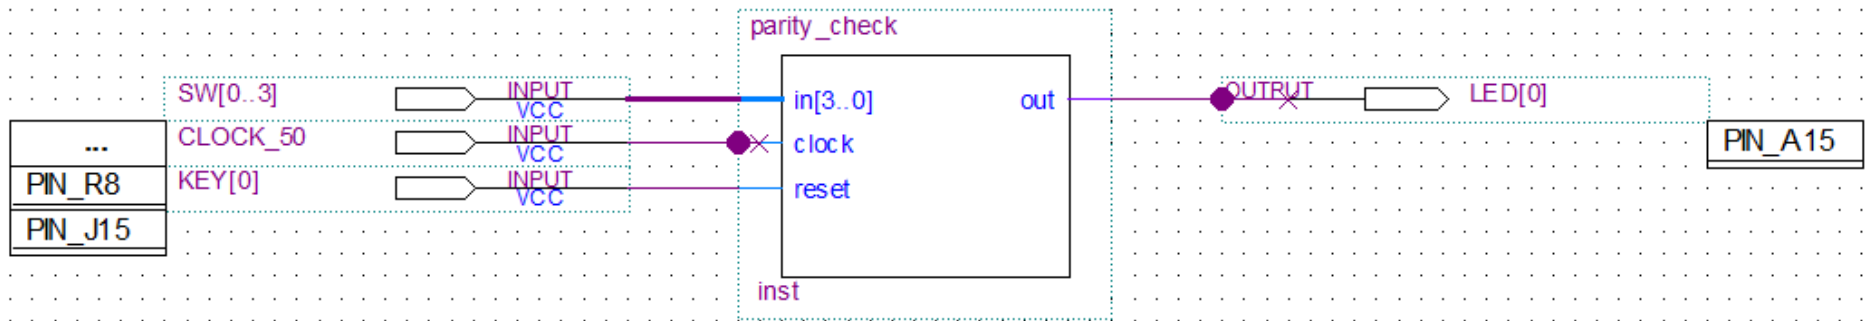 parity_check
SW[0..3]
INPUT
VCC
in[3..0]
out
OUTPUT
LED[0]
...
CLOCK_50
INPUT
VCC
clock
PIN_A15
PIN_R8
KEY[0]
INPUT
VCC
reset
PIN_J15
inst